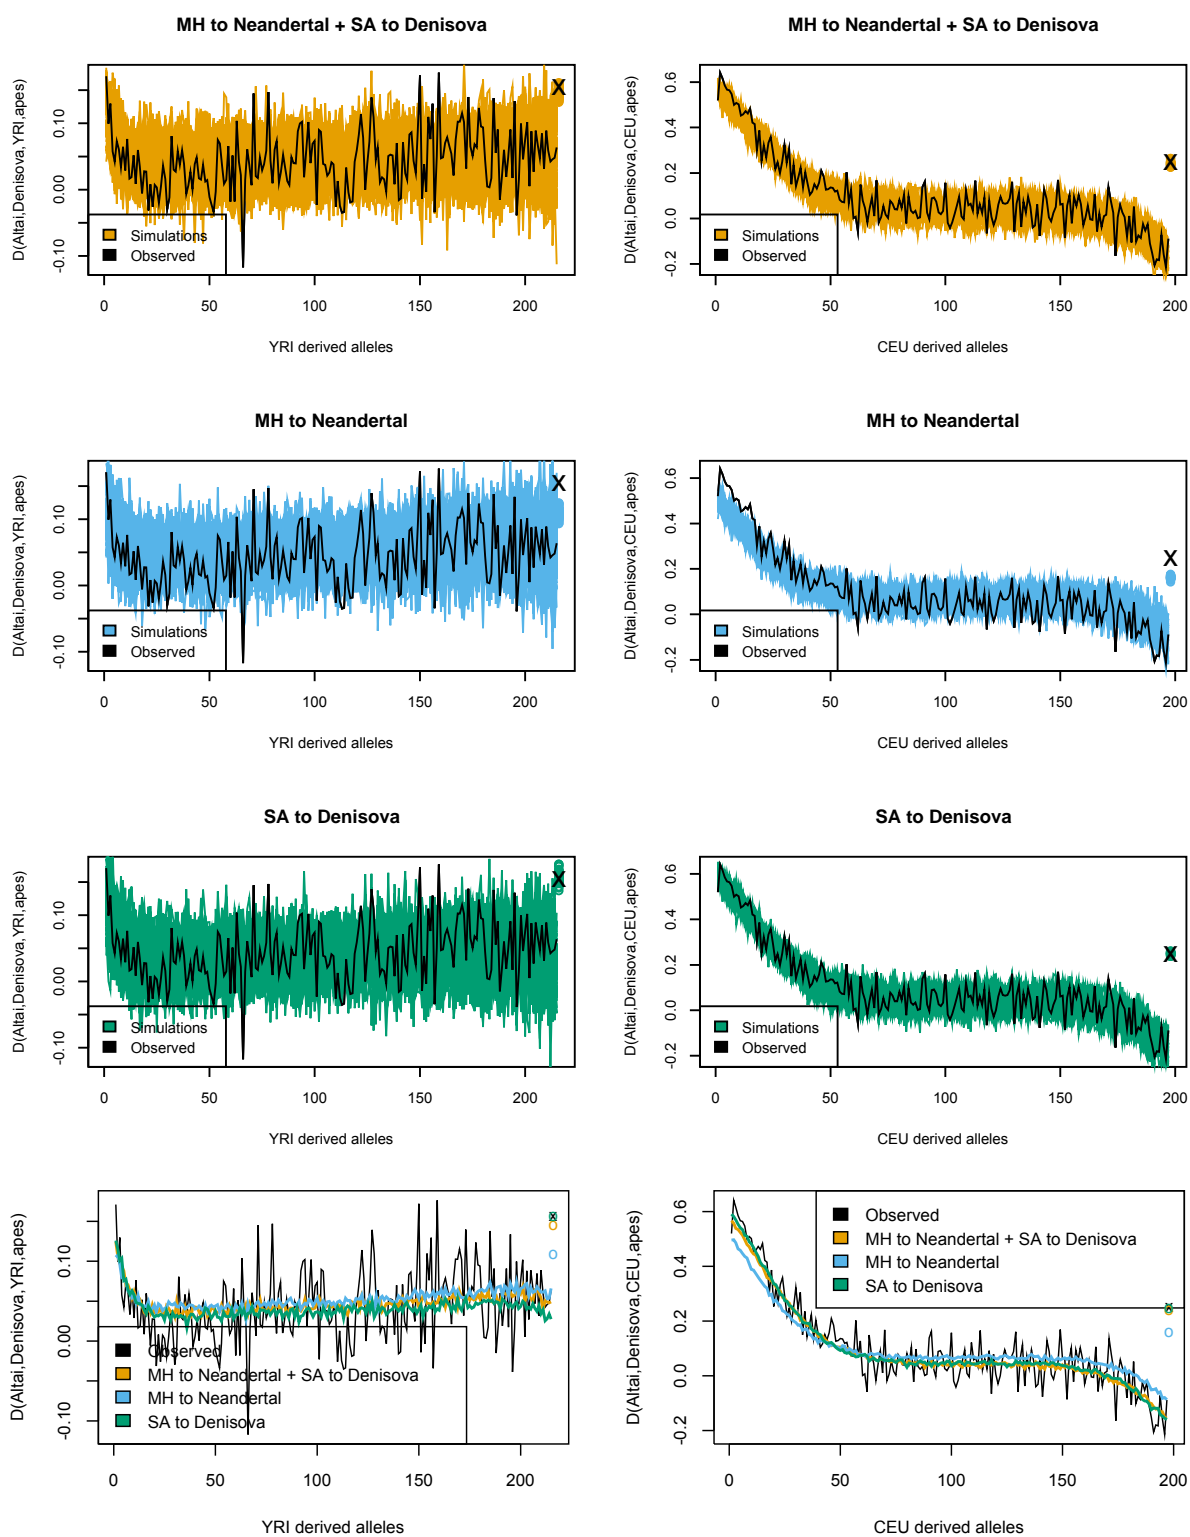 MH to Neandertal + SA to Denisova
D(Altai,Denisova,YRI,apes)
0.10
0.00
-0.10
Simulations
Observed
0 50 100 150 200
YRI derived alleles
MH to Neandertal + SA to Denisova
D(Altai,Denisova,CEU,apes)
0.6
0.4
0.2
0.0
-0.2
Simulations
Observed
0 50 100 150 200
CEU derived alleles
MH to Neandertal
D(Altai,Denisova,YRI,apes)
0.10
0.00
-0.10
Simulations
Observed
0 50 100 150 200
YRI derived alleles
MH to Neandertal
D(Altai,Denisova,CEU,apes)
0.6
0.4
0.2
0.0
-0.2
Simulations
Observed
0 50 100 150 200
CEU derived alleles
SA to Denisova
D(Altai,Denisova,YRI,apes)
0.10
0.00
-0.10
Simulations
Observed
0 50 100 150 200
YRI derived alleles
SA to Denisova
D(Altai,Denisova,CEU,apes)
0.6
0.4
0.2
0.0
-0.2
Simulations
Observed
0 50 100 150 200
CEU derived alleles
D(Altai,Denisova,YRI,apes)
0.10
0.00
-0.10
Observed
MH to Neandertal + SA to Denisova
MH to Neandertal
SA to Denisova
0 50 100 150 200
YRI derived alleles
D(Altai,Denisova,CEU,apes)
0.6
0.4
0.2
0.0
-0.2
Observed
MH to Neandertal + SA to Denisova
MH to Neandertal
SA to Denisova
0 50 100 150 200
CEU derived alleles